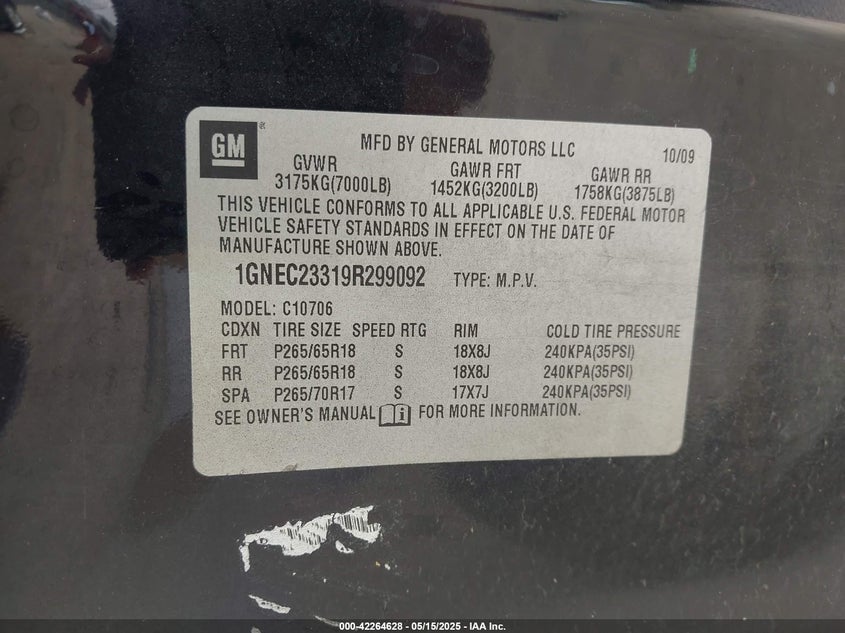 GM
MFD BY GENERAL MOTORS LLC 10/09
GVWR GAWR FRT GAWR RR
3175KG(7000LB) 1452KG(3200LB) 1758KG(3875LB)
THIS VEHICLE CONFORMS TO ALL APPLICABLE U.S. FEDERAL MOTOR
VEHICLE SAFETY STANDARDS IN EFFECT ON THE DATE OF
MANUFACTURE SHOWN ABOVE.
1GNEC23319R299092 TYPE: M.P.V.
MODEL: C10706
CDXN TIRE SIZE SPEED RTG RIM COLD TIRE PRESSURE
FRT P265/65R18 S 18X8J 240KPA(35PSI)
RR P265/65R18 S 18X8J 240KPA(35PSI)
SPA P265/70R17 S 17X7J 240KPA(35PSI)
SEE OWNER'S MANUAL FOR MORE INFORMATION.
000-42264628 - 05/15/2025 - IAA Inc.